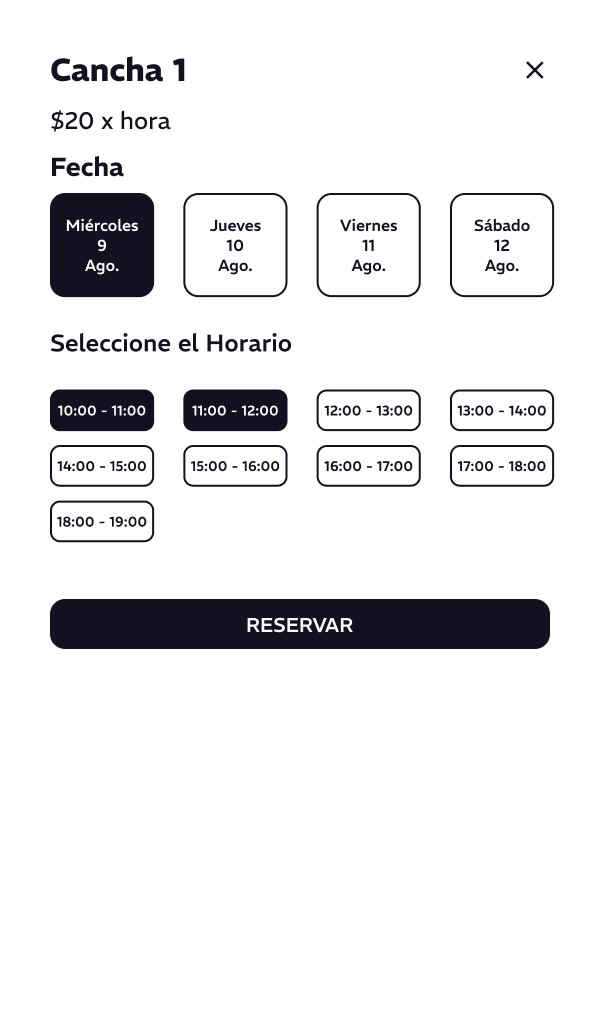 Cancha 1
$20 x hora
Fecha
Miércoles
9
Ago.
Jueves
10
Ago.
Viernes
11
Ago.
Sábado
12
Ago.
Seleccione el Horario
10:00 - 11:00
11:00 - 12:00
12:00 - 13:00
13:00 - 14:00
14:00 - 15:00
15:00 - 16:00
16:00 - 17:00
17:00 - 18:00
18:00 - 19:00
RESERVAR